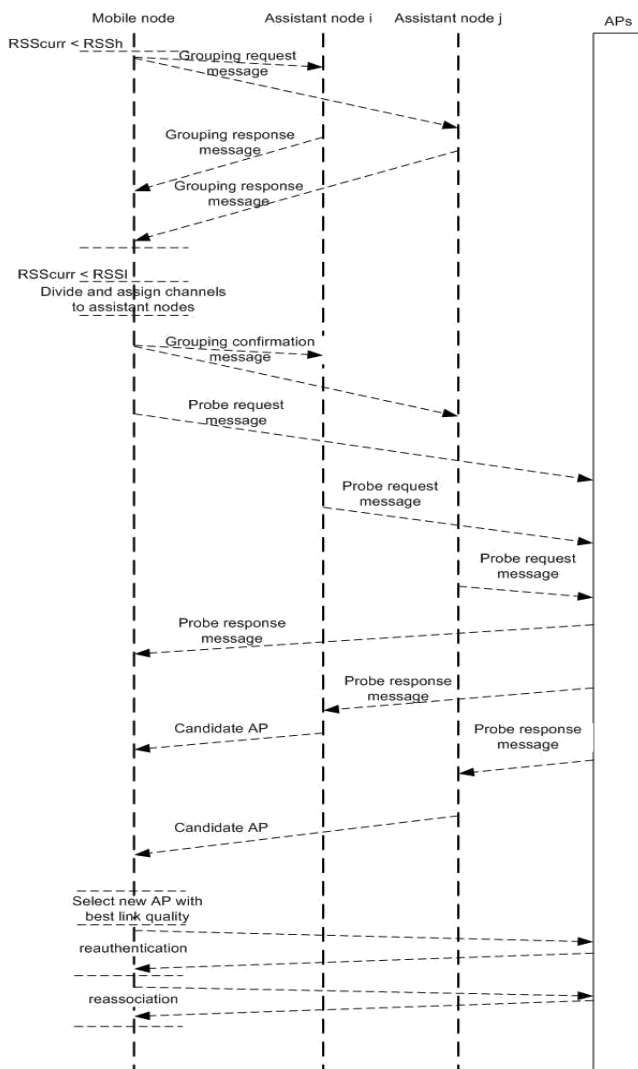 Mobile node
Assistant node i
Assistant node j
APs
RSScurr < RSSh
Grouping request
message
Grouping response
message
Grouping response
message
RSScurr < RSSl
Divide and assign channels
to assistant nodes
Grouping confirmation
message
Probe request
message
Probe request
message
Probe request
message
Probe response
message
Probe response
message
Candidate AP
Probe response
message
Candidate AP
Select new AP with
best link quality
reauthentication
reassociation